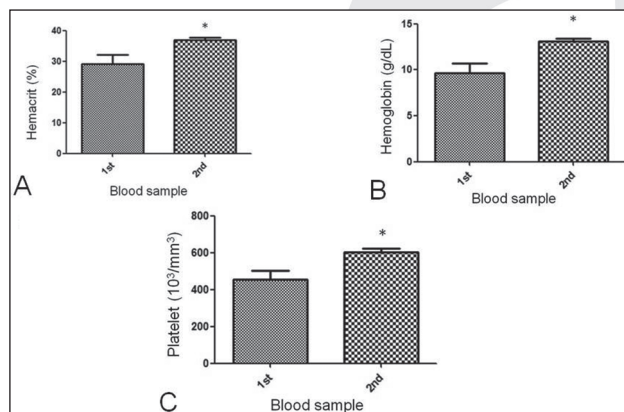 40
30
20
10
0
*
Hemacrit (%)
1st
2nd
Blood sample
A
15
10
5
0
*
Hemoglobin (g/dL)
1st
2nd
Blood sample
B
800
600
400
200
0
*
Platelet (10³/mm³)
1st
2nd
Blood sample
C